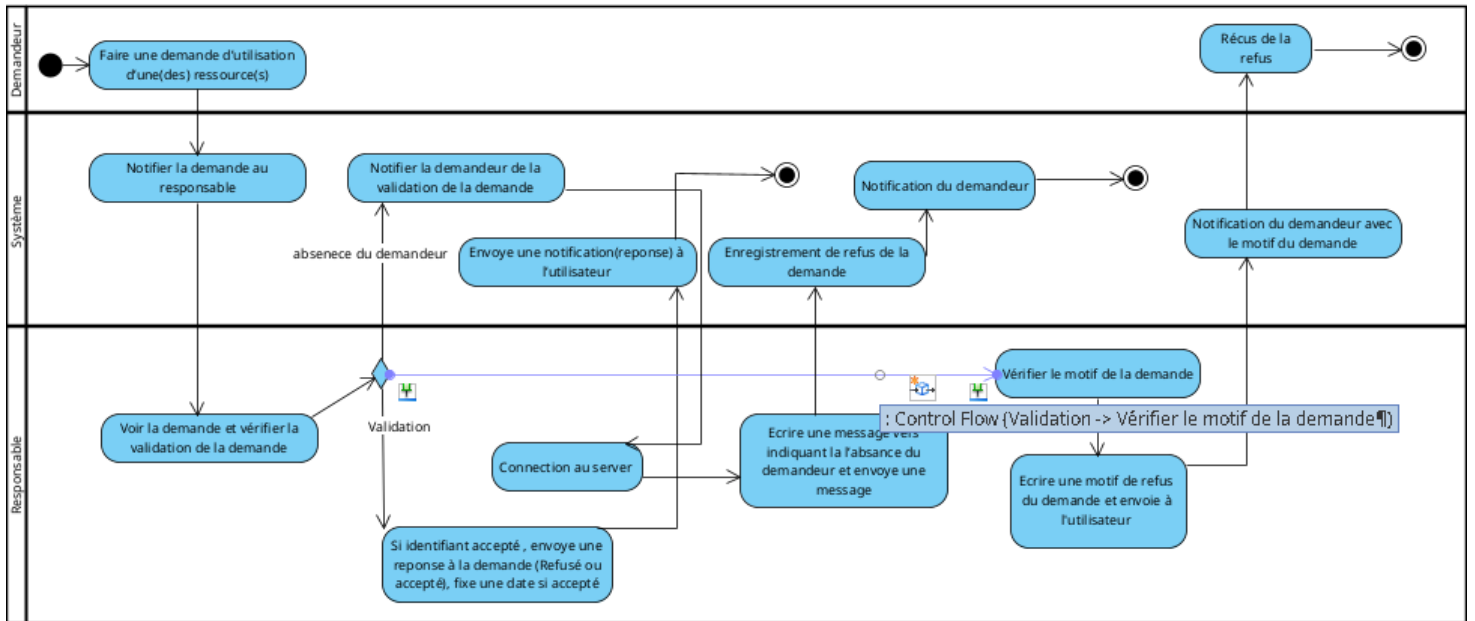 Demandeur
Faire une demande d'utilisation
d'une(des) ressource(s)
Récus de la
refus
Système
Notifier la demande au
responsable
Notifier la demandeur de la
validation de la demande
absenece du demandeur
Envoye une notification(reponse) à
l'utilisateur
Enregistrement de refus de la
demande
Notification du demandeur
Notification du demandeur avec
le motif du demande
Responsable
Voir la demande et vérifier la
validation de la demande
Validation
Connection au server
Si identifiant accepté , envoye une
reponse à la demande (Refusé ou
accepté), fixe une date si accepté
Ecrire une message vers
indiquant la l'absance du
demandeur et envoye une
message
Vérifier le motif de la demande
: Control Flow (Validation -> Vérifier le motif de la demande¶)
Ecrire une motif de refus
du demande et envoie à
l'utilisateur